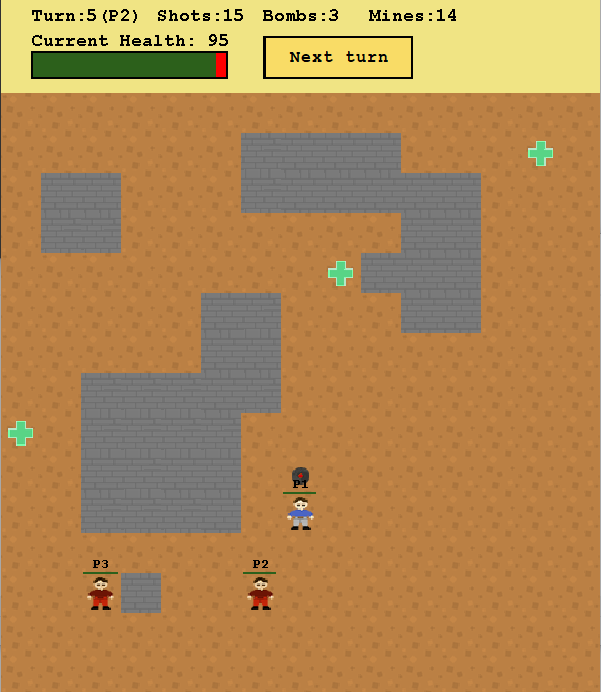 Turn:5(P2) Shots:15 Bombs:3 Mines:14
Current Health: 95
Next turn
P1
P3
P2